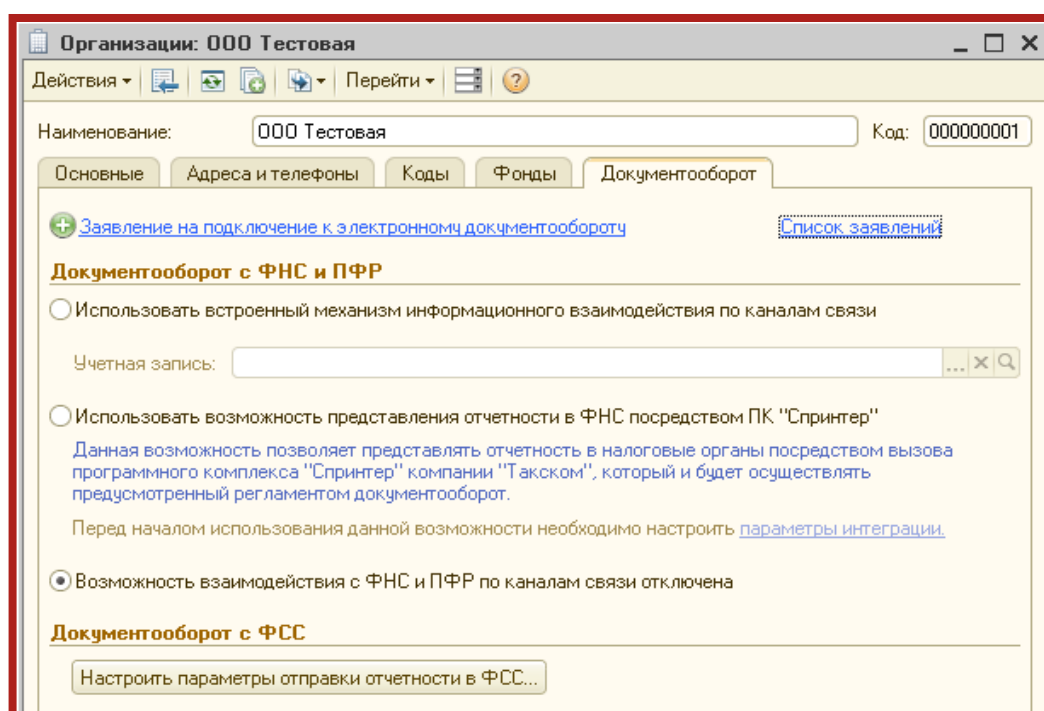 Организации: ООО Тестовая
Действия Перейти
Наименование: ООО Тестовая Код: 000000001
Основные Адреса и телефоны Коды Фонды Документооборот
Заявление на подключение к электронному документообороту Список заявлений
Документооборот с ФНС и ПФР
Использовать встроенный механизм информационного взаимодействия по каналам связи
Учетная запись: ...
Использовать возможность представления отчетности в ФНС посредством ПК "Спринтер"
Данная возможность позволяет представлять отчетность в налоговые органы посредством вызова
программного комплекса "Спринтер" компании "Такском", который и будет осуществлять
предусмотренный регламентом документооборот.
Перед началом использования данной возможности необходимо настроить параметры интеграции.
Возможность взаимодействия с ФНС и ПФР по каналам связи отключена
Документооборот с ФСС
Настроить параметры отправки отчетности в ФСС...